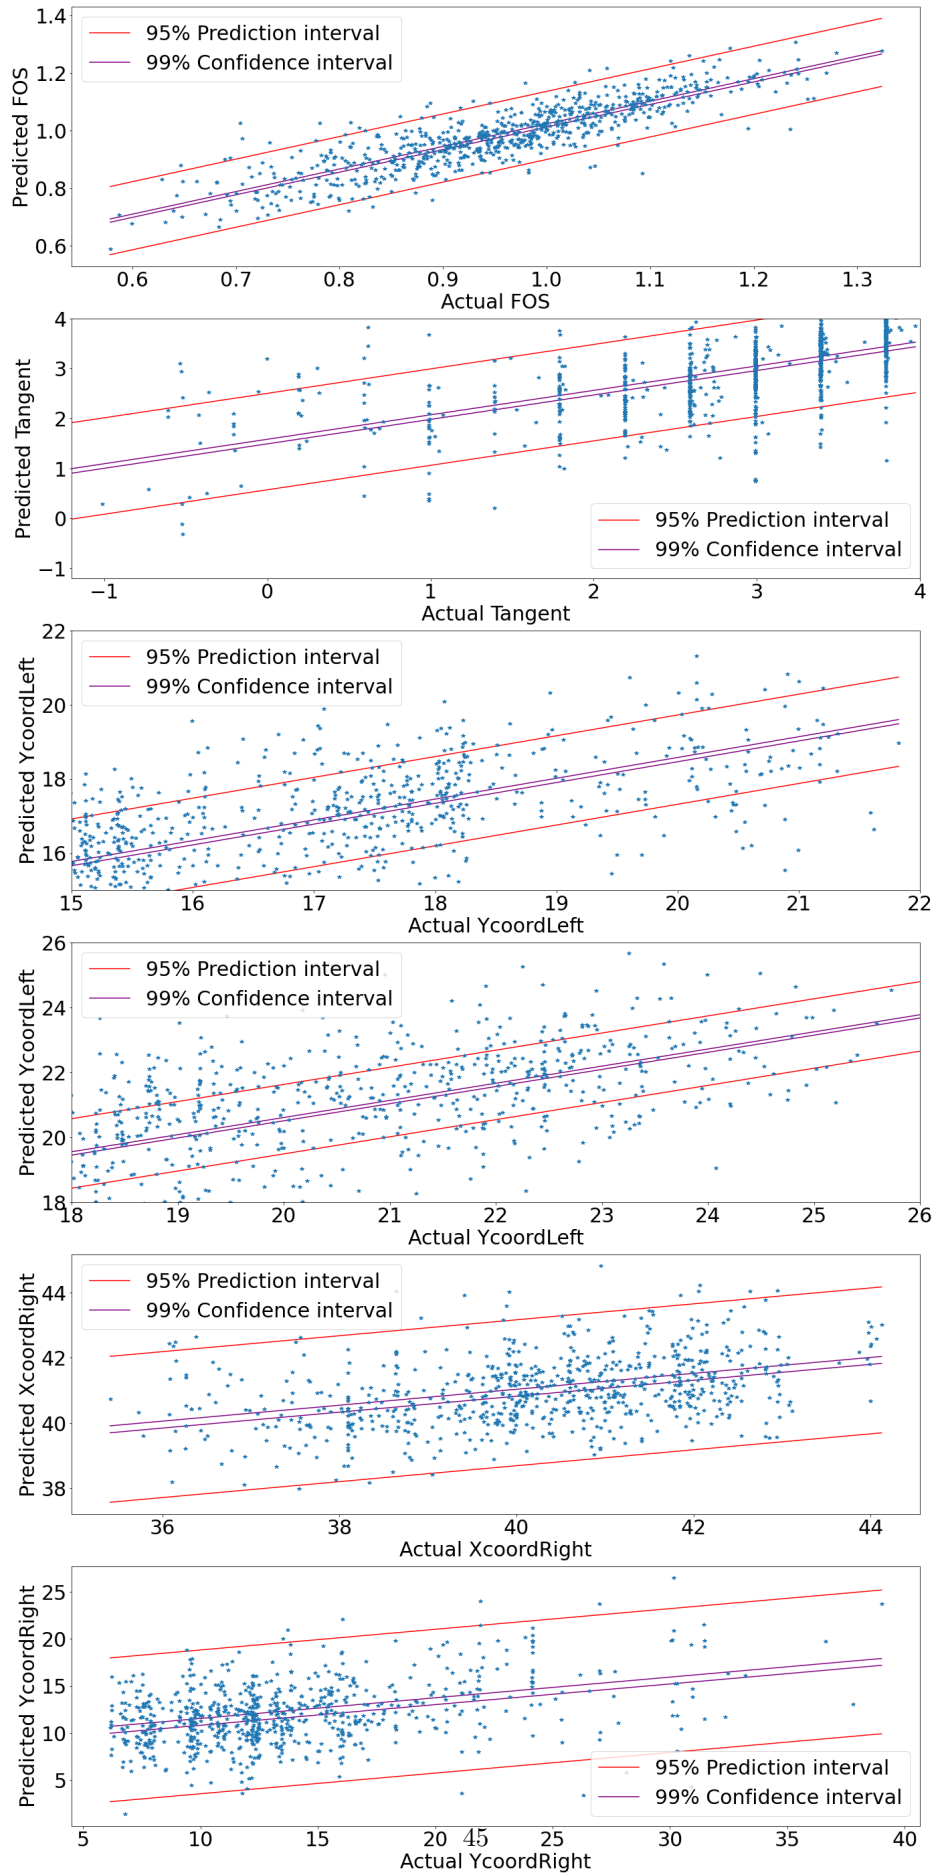 95% Prediction interval
99% Confidence interval
Predicted FOS
1.4
1.2
1.0
0.8
0.6
0.6 0.7 0.8 0.9 1.0 1.1 1.2 1.3
Actual FOS
Predicted Tangent
4
3
2
1
0
−1
95% Prediction interval
99% Confidence interval
−1 0 1 2 3 4
Actual Tangent
95% Prediction interval
99% Confidence interval
Predicted YcoordLeft
22
20
18
16
15 16 17 18 19 20 21 22
Actual YcoordLeft
95% Prediction interval
99% Confidence interval
Predicted YcoordLeft
26
24
22
20
18
18 19 20 21 22 23 24 25 26
Actual YcoordLeft
95% Prediction interval
99% Confidence interval
Predicted XcoordRight
44
42
40
38
36 38 40 42 44
Actual XcoordRight
Predicted YcoordRight
25
20
15
10
5
95% Prediction interval
99% Confidence interval
5 10 15 20 25 30 35 40
45
Actual YcoordRight